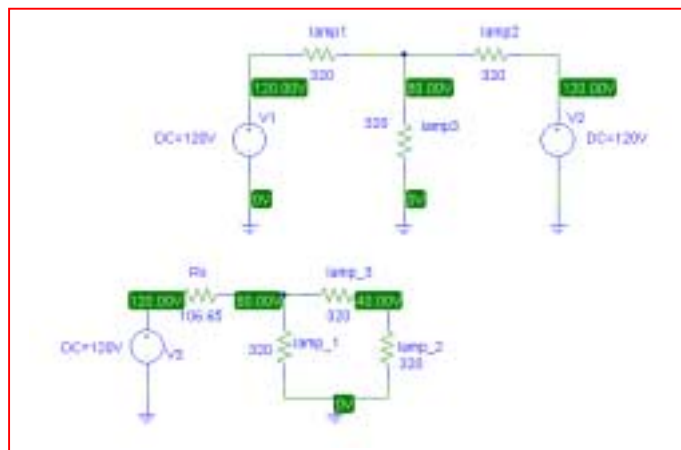 lamp1
lamp2
320
320
120.00V
80.00V
120.00V
V1
V2
320
lamp3
DC=120V
DC=120V
0V
0V
Rs
lamp_3
120.00V
80.00V
40.00V
106.65
320
DC=120V
V3
320
lamp_1
lamp_2
320
0V